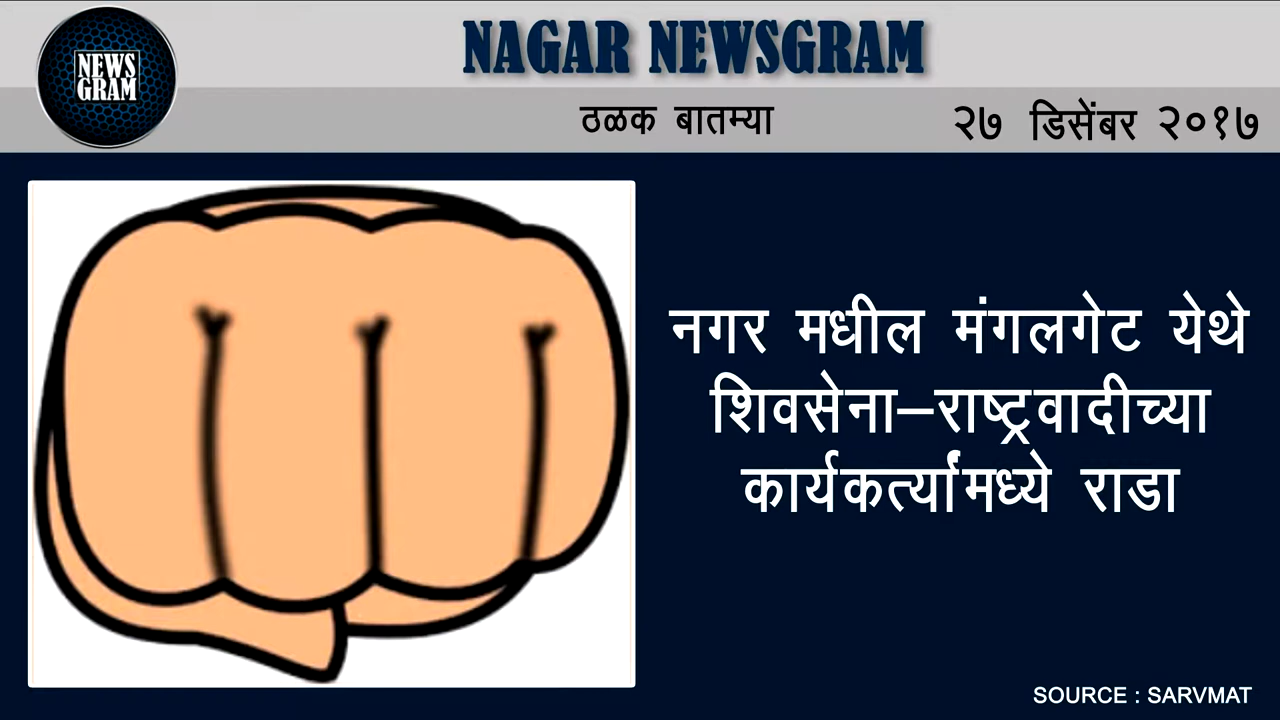 NEWS
GRAM
NAGAR NEWSGRAM
ठळक बातम्या
२७ डिसेंबर २०१७
नगर मधील मंगलगेट येथे
शिवसेना–राष्ट्रवादीच्या
कार्यकर्त्यांमध्ये राडा
SOURCE : SARVMAT